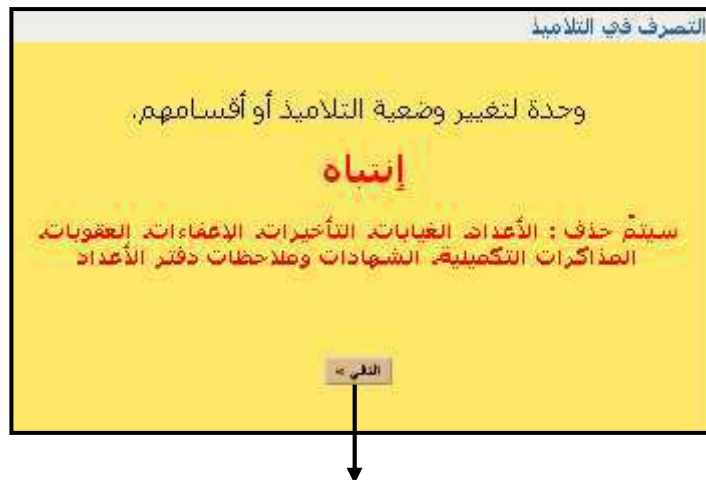 التصرف في التلاميذ
وحدة لتغيير وضعية التلاميذ أو أقسامهم.
إنتباه
سيتمّ حذف : الأعداد، الغيابات، التأخيرات، الإعفاءات، العقوبات،
المذاكرات التكميلية، الشهادات وملاحظات دفتر الأعداد
التالي »